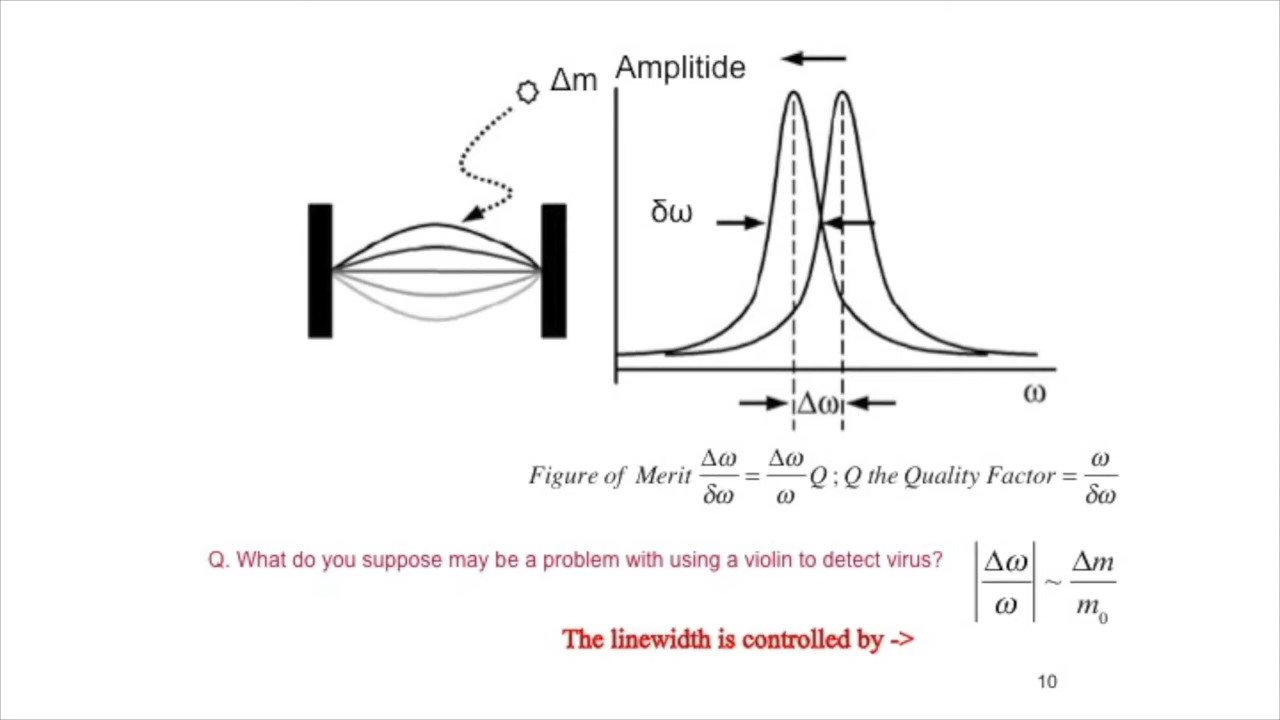 Δm
Amplitide
δω
Δω
ω
Figure of Merit Δω/δω = Δω/ω Q ; Q the Quality Factor = ω/δω
Q. What do you suppose may be a problem with using a violin to detect virus?
|Δω/ω| ~ Δm/m₀
The linewidth is controlled by ->
10